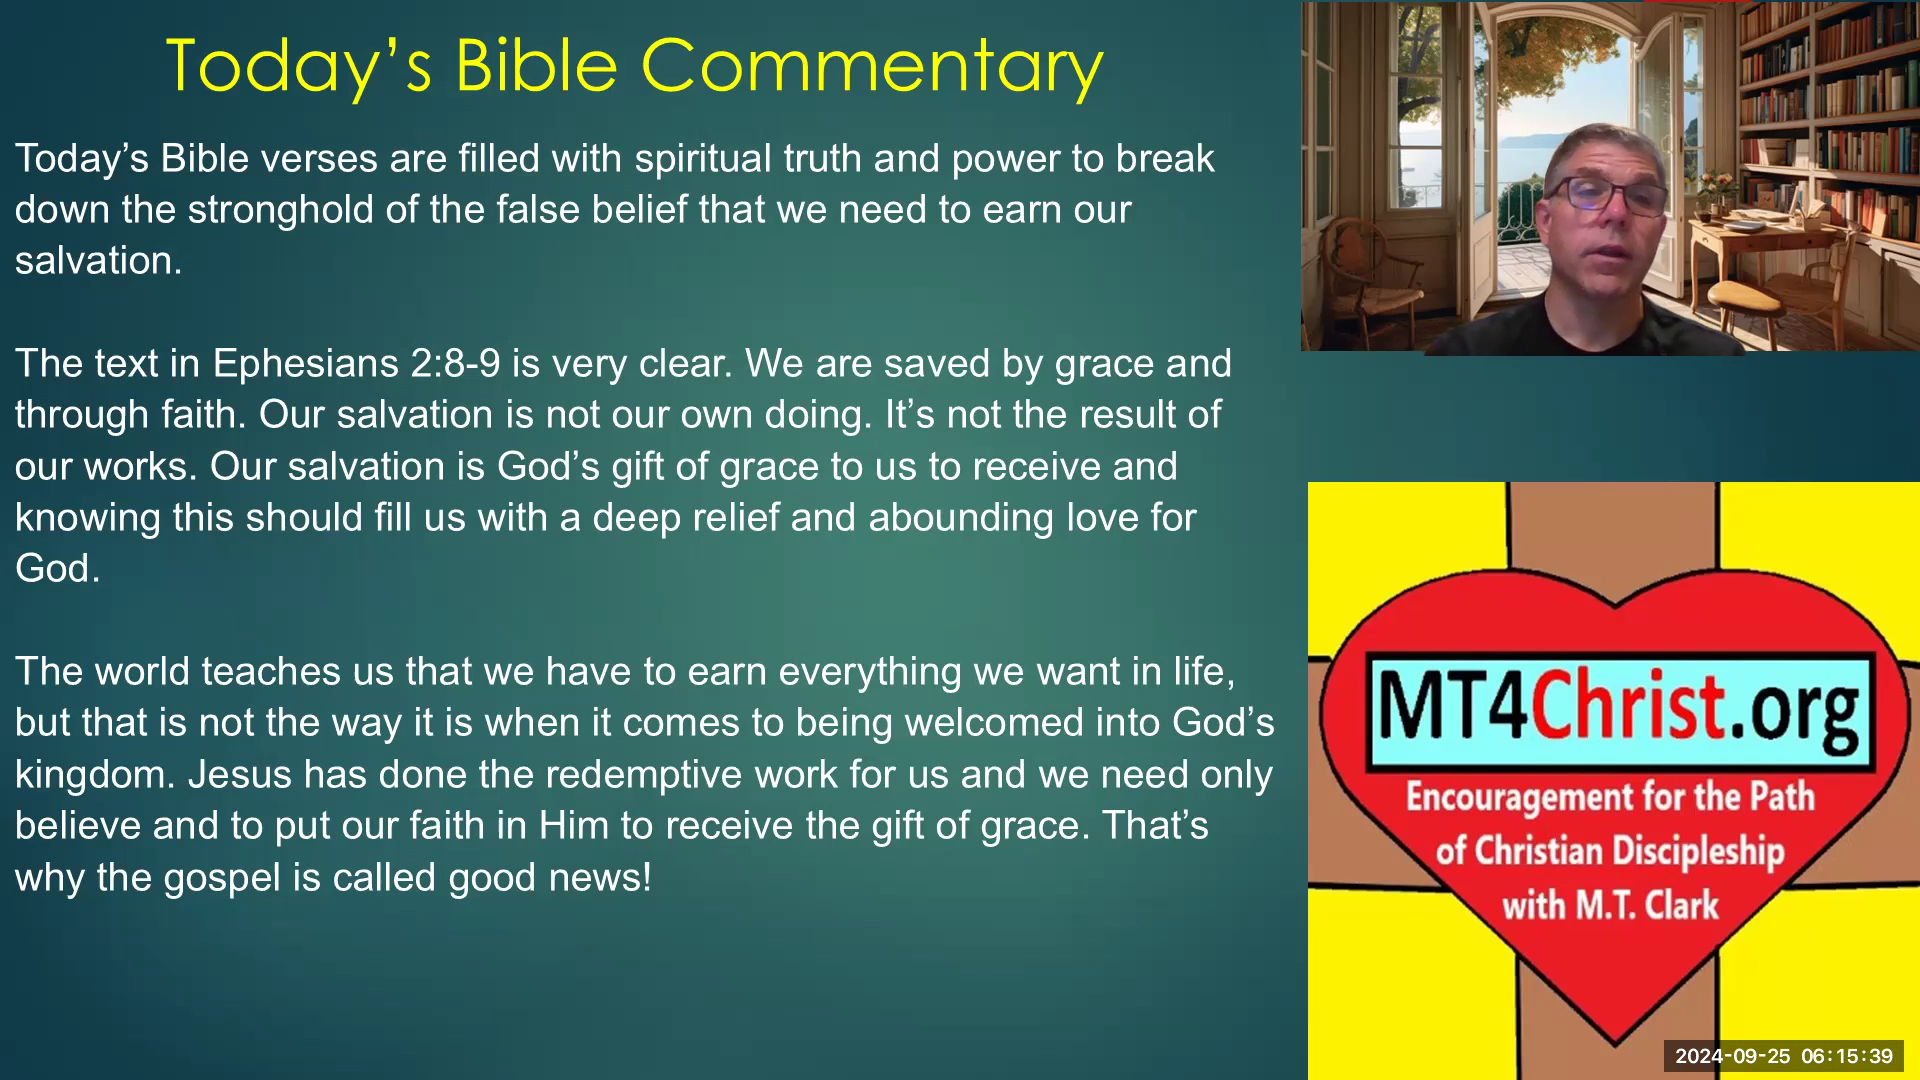 Today’s Bible Commentary
Today’s Bible verses are filled with spiritual truth and power to break
down the stronghold of the false belief that we need to earn our
salvation.
The text in Ephesians 2:8-9 is very clear. We are saved by grace and
through faith. Our salvation is not our own doing. It’s not the result of
our works. Our salvation is God’s gift of grace to us to receive and
knowing this should fill us with a deep relief and abounding love for
God.
The world teaches us that we have to earn everything we want in life,
but that is not the way it is when it comes to being welcomed into God’s
kingdom. Jesus has done the redemptive work for us and we need only
believe and to put our faith in Him to receive the gift of grace. That’s
why the gospel is called good news!
MT4Christ.org
Encouragement for the Path
of Christian Discipleship
with M.T. Clark
2024-09-25 06:15:39